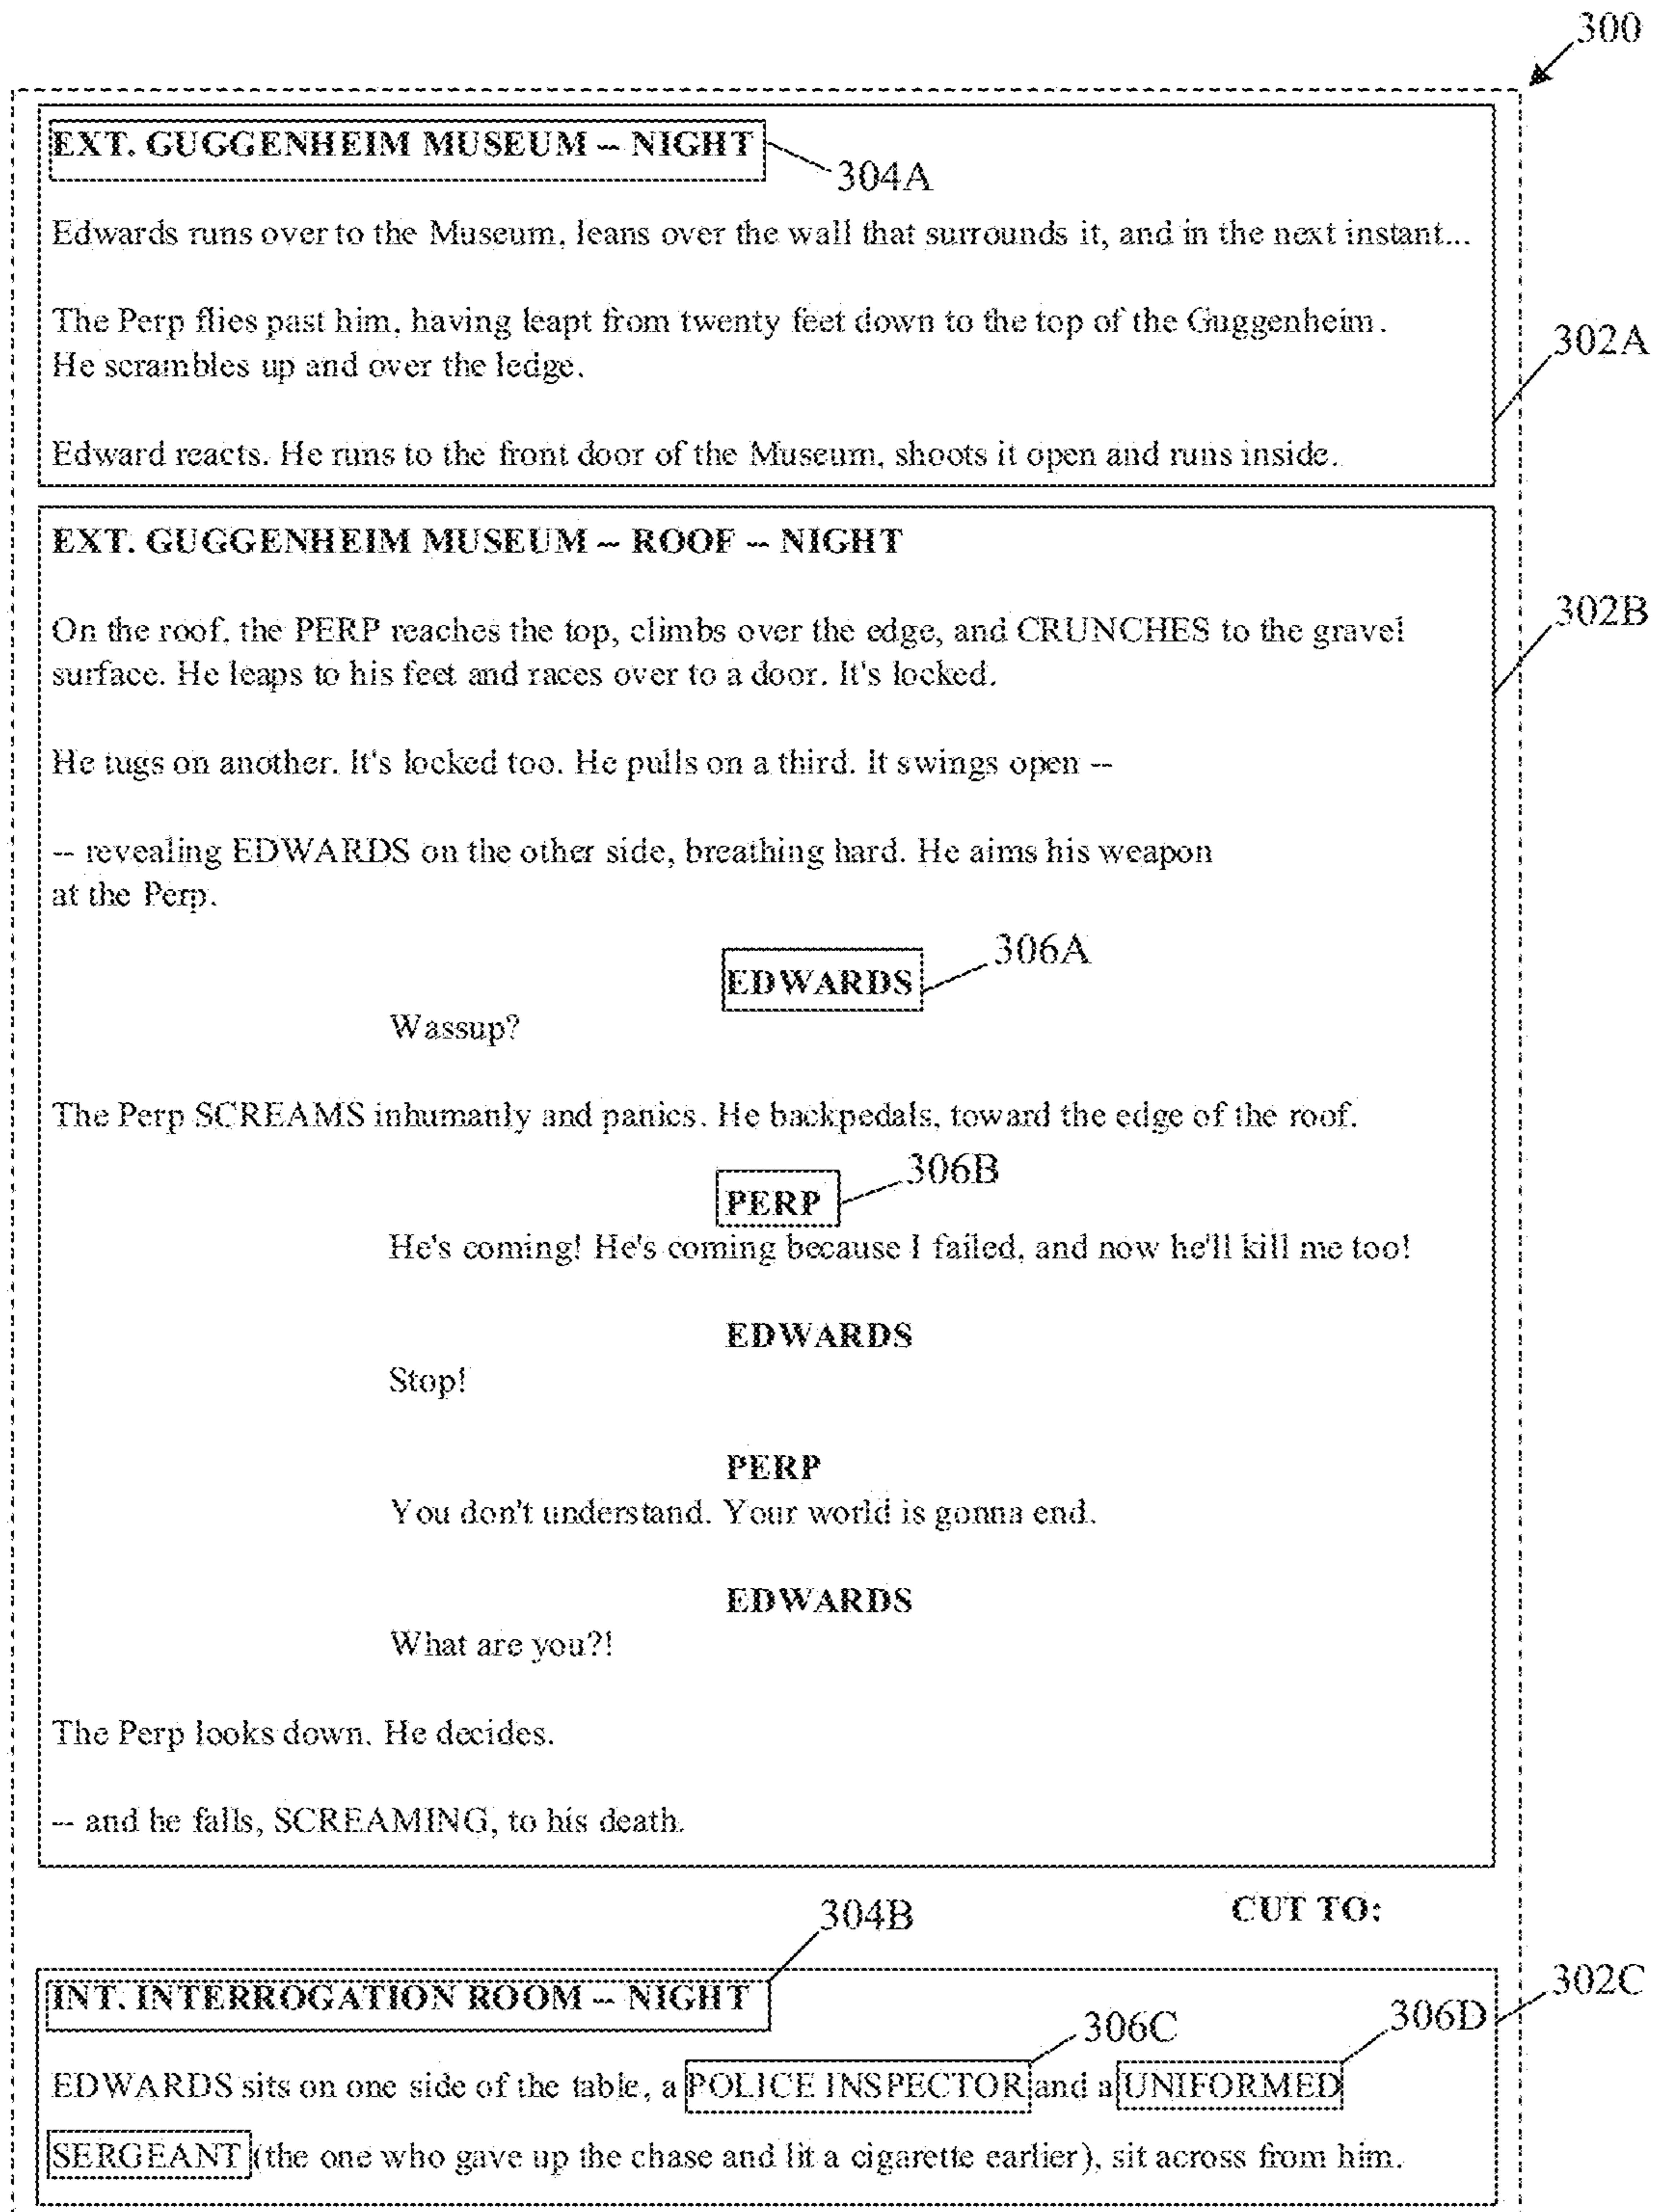 300
EXT. GUGGENHEIM MUSEUM -- NIGHT
304A
Edwards runs over to the Museum, leans over the wall that surrounds it, and in the next instant...
The Perp flies past him, having leapt from twenty feet down to the top of the Guggenheim.
He scrambles up and over the ledge.
302A
Edward reacts. He runs to the front door of the Museum, shoots it open and runs inside.
EXT. GUGGENHEIM MUSEUM -- ROOF -- NIGHT
302B
On the roof, the PERP reaches the top, climbs over the edge, and CRUNCHES to the gravel
surface. He leaps to his feet and races over to a door. It's locked.
He tugs on another. It's locked too. He pulls on a third. It swings open --
-- revealing EDWARDS on the other side, breathing hard. He aims his weapon
at the Perp.
306A
EDWARDS
Wassup?
The Perp SCREAMS inhumanly and panics. He backpedals, toward the edge of the roof.
306B
PERP
He's coming! He's coming because I failed, and now he'll kill me too!
EDWARDS
Stop!
PERP
You don't understand. Your world is gonna end.
EDWARDS
What are you?!
The Perp looks down. He decides.
-- and he falls, SCREAMING, to his death.
304B
CUT TO:
302C
INT. INTERROGATION ROOM -- NIGHT
306C
306D
EDWARDS sits on one side of the table, a POLICE INSPECTOR and a UNIFORMED
SERGEANT (the one who gave up the chase and lit a cigarette earlier), sit across from him.